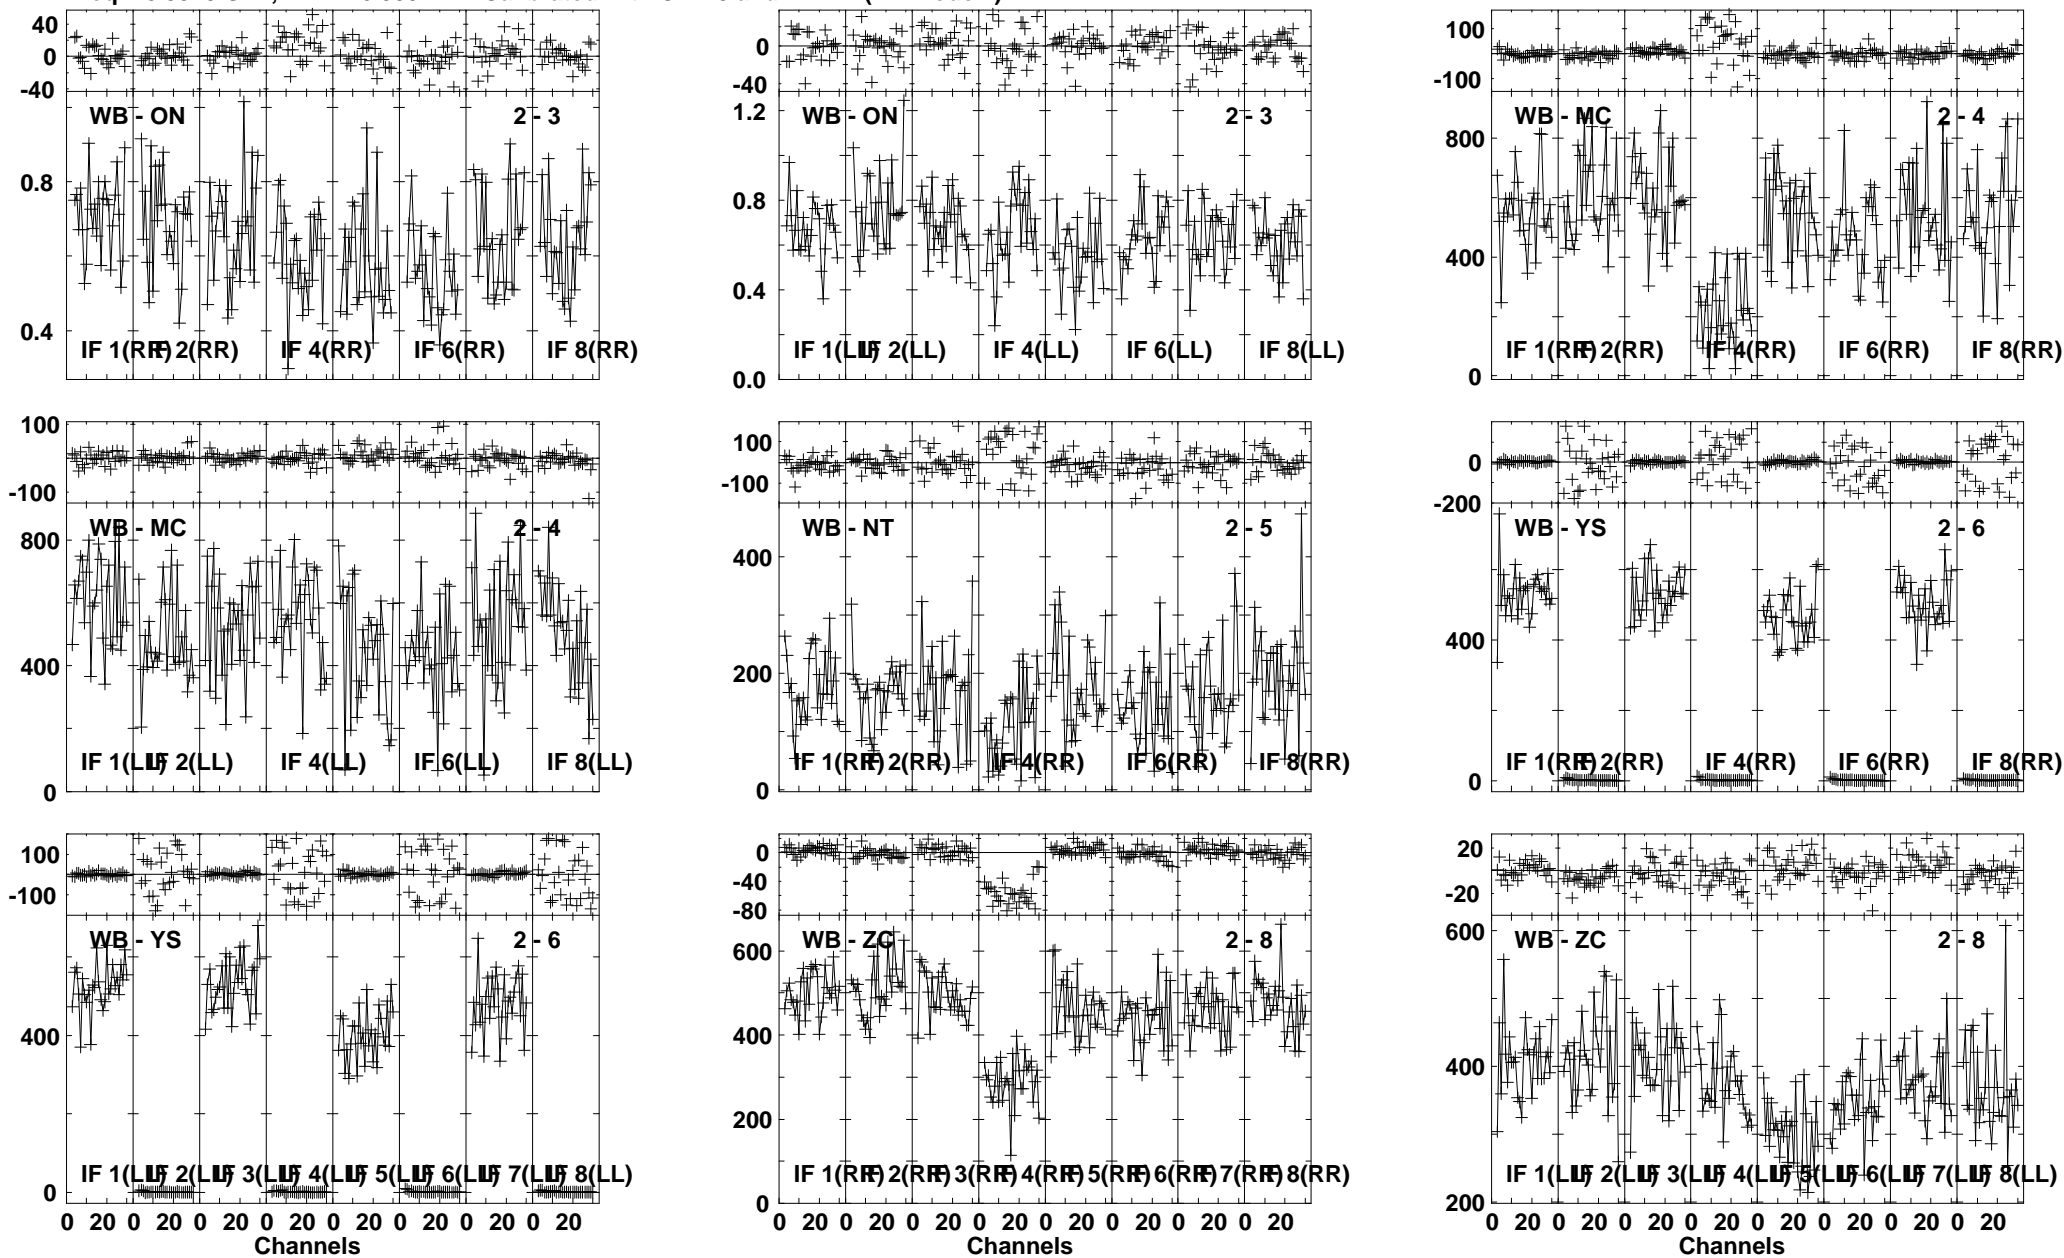 40
0
-40
WB - ON 2 - 3
0.8
0.4
IF 1(RR) IF 2(RR) IF 4(RR) IF 6(RR) IF 8(RR)
0
-40
1.2
WB - ON 2 - 3
0.8
0.4
IF 1(LL) IF 2(LL) IF 4(LL) IF 6(LL) IF 8(LL)
0.0
100
0
-100
WB - MC 2 - 4
800
400
IF 1(RR) IF 2(RR) IF 4(RR) IF 6(RR) IF 8(RR)
0
100
0
-100
WB - MC 2 - 4
800
400
IF 1(LL) IF 2(LL) IF 4(LL) IF 6(LL) IF 8(LL)
0
100
0
-100
WB - NT 2 - 5
400
200
IF 1(RR) IF 2(RR) IF 4(RR) IF 6(RR) IF 8(RR)
0
0
-200
WB - YS 2 - 6
400
IF 1(RR) IF 2(RR) IF 4(RR) IF 6(RR) IF 8(RR)
0
100
0
-100
WB - YS 2 - 6
400
IF 1(LL) IF 2(LL) IF 3(LL) IF 4(LL) IF 5(LL) IF 6(LL) IF 7(LL) IF 8(LL)
0
0 20 0 20 0 20 0 20 0 20 0 20 0 20 0 20
Channels
0
-40
-80
WB - ZC 2 - 8
600
400
200
IF 1(RR) IF 2(RR) IF 3(RR) IF 4(RR) IF 5(RR) IF 6(RR) IF 7(RR) IF 8(RR)
0
0 20 0 20 0 20 0 20 0 20 0 20 0 20 0 20
Channels
20
0
-20
600
WB - ZC 2 - 8
400
IF 1(LL) IF 2(LL) IF 3(LL) IF 4(LL) IF 5(LL) IF 6(LL) IF 7(LL) IF 8(LL)
200
0 20 0 20 0 20 0 20 0 20 0 20 0 20 0 20
Channels